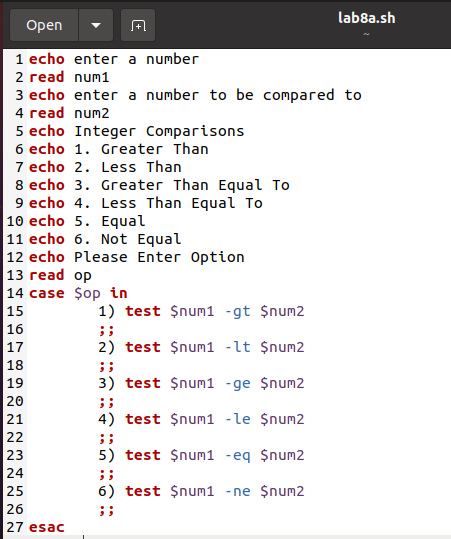 Open lab8a.sh
~
1 echo enter a number
2 read num1
3 echo enter a number to be compared to
4 read num2
5 echo Integer Comparisons
6 echo 1. Greater Than
7 echo 2. Less Than
8 echo 3. Greater Than Equal To
9 echo 4. Less Than Equal To
10 echo 5. Equal
11 echo 6. Not Equal
12 echo Please Enter Option
13 read op
14 case $op in
15         1) test $num1 -gt $num2
16         ;;
17         2) test $num1 -lt $num2
18         ;;
19         3) test $num1 -ge $num2
20         ;;
21         4) test $num1 -le $num2
22         ;;
23         5) test $num1 -eq $num2
24         ;;
25         6) test $num1 -ne $num2
26         ;;
27 esac